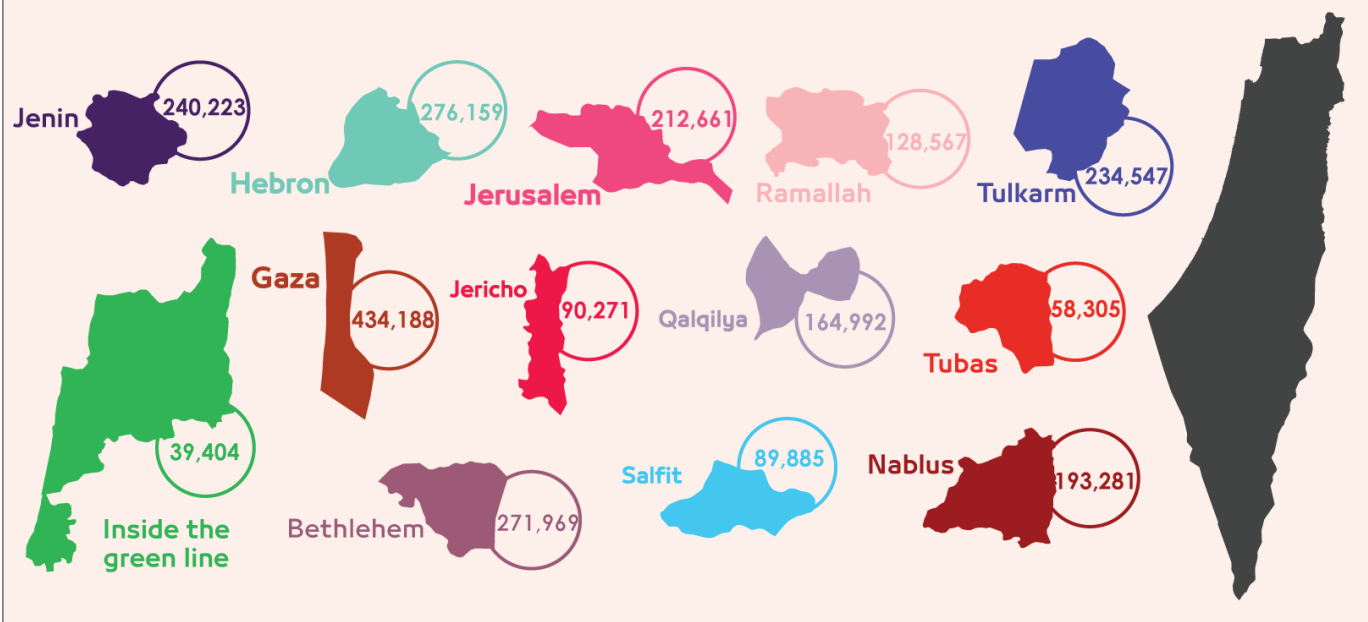 Jenin
240,223
Hebron
276,159
Jerusalem
212,661
Ramallah
128,567
Tulkarm
234,547
Inside the
green line
39,404
Gaza
434,188
Jericho
90,271
Qalqilya
164,992
Tubas
58,305
Bethlehem
271,969
Salfit
89,885
Nablus
193,281